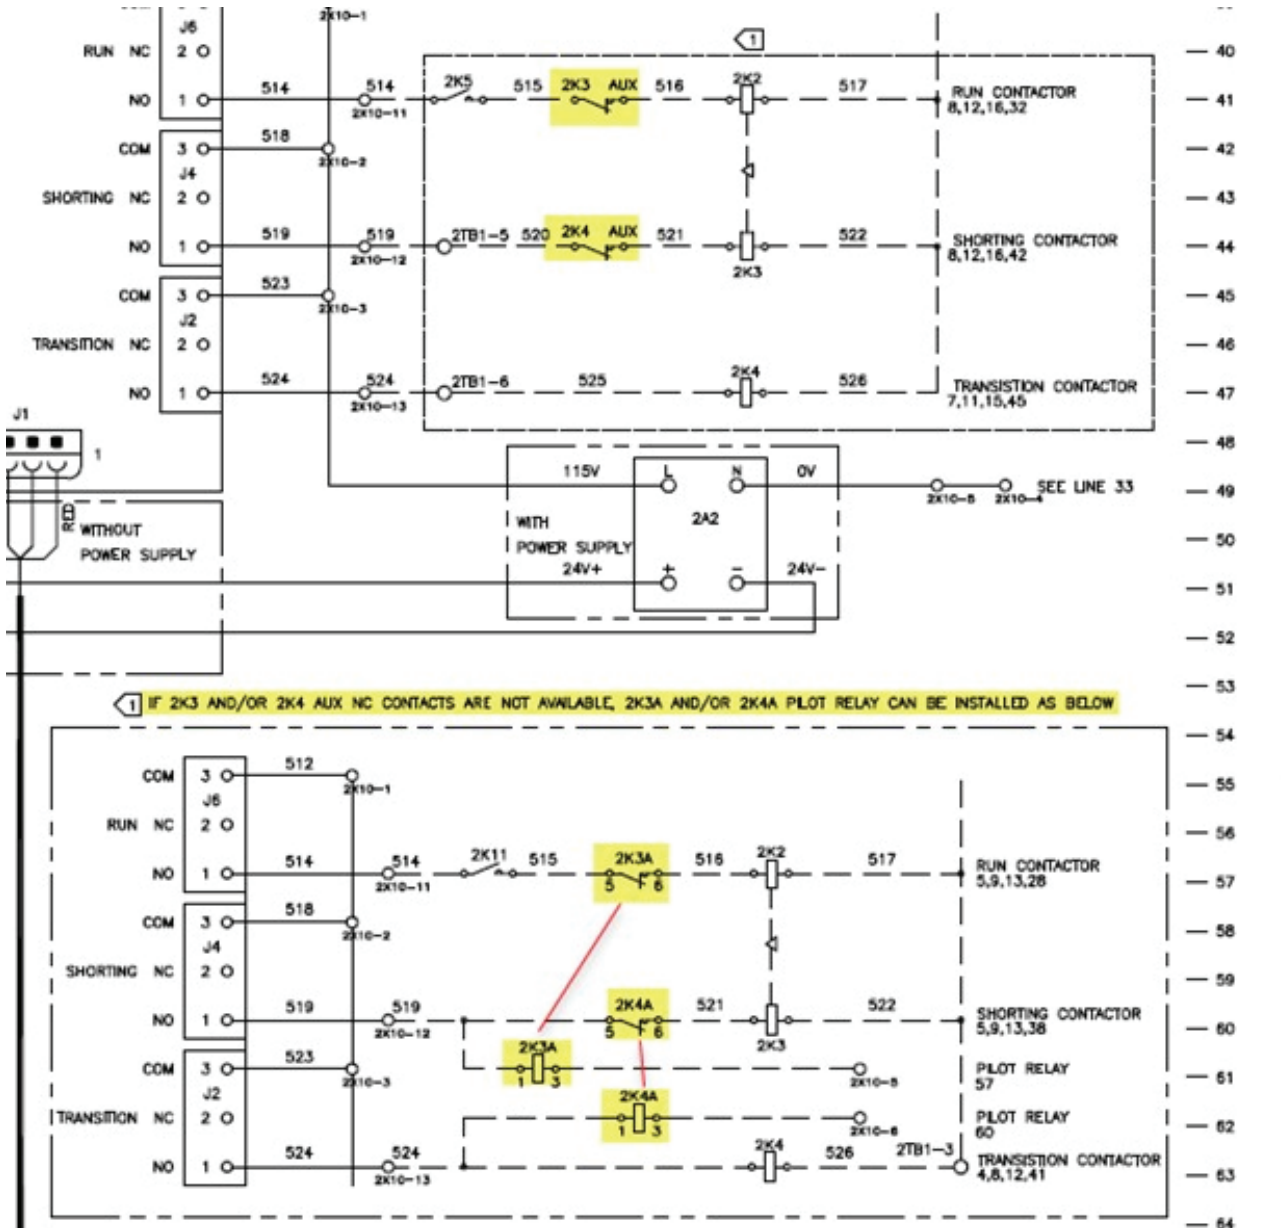 2X10-1
J6
RUN NC 2 40
1
514 514 2K5 515 2K3 AUX 516 2K2 517
NO 1 2X10-11 RUN CONTACTOR 41
8,12,16,32
518
COM 3 2X10-2 42
J4
SHORTING NC 2 43
519 519 2TB1-5 520 2K4 AUX 521 522
NO 1 2X10-12 2K3 SHORTING CONTACTOR 44
8,12,16,42
523
COM 3 2X10-3 45
J2
TRANSITION NC 2 46
524 524 2TB1-6 525 2K4 526
NO 1 2X10-13 TRANSISTION CONTACTOR 47
7,11,15,45
J1
1 48
115V L N 0V
2X10-5 2X10-4 SEE LINE 33 49
RED WITHOUT
POWER SUPPLY
WITH
POWER SUPPLY
2A2 50
24V+ + - 24V- 51
52
53
1 IF 2K3 AND/OR 2K4 AUX NC CONTACTS ARE NOT AVAILABLE, 2K3A AND/OR 2K4A PILOT RELAY CAN BE INSTALLED AS BELOW
54
512
COM 3 2X10-1 55
J6
RUN NC 2 56
514 514 2K11 515 2K3A 516 2K2 517
NO 1 2X10-11 5 6 RUN CONTACTOR 57
5,9,13,28
518
COM 3 2X10-2 58
J4
SHORTING NC 2 59
519 519 2K4A 521 522
NO 1 2X10-12 5 6 2K3 SHORTING CONTACTOR 60
5,9,13,38
523 2K3A
COM 3 2X10-3 1 3 2X10-5 PILOT RELAY 61
57
J2 2K4A
TRANSITION NC 2 1 3 2X10-6 PILOT RELAY 62
60
524 524 2K4 526 2TB1-3
NO 1 2X10-13 TRANSISTION CONTACTOR 63
4,8,12,41